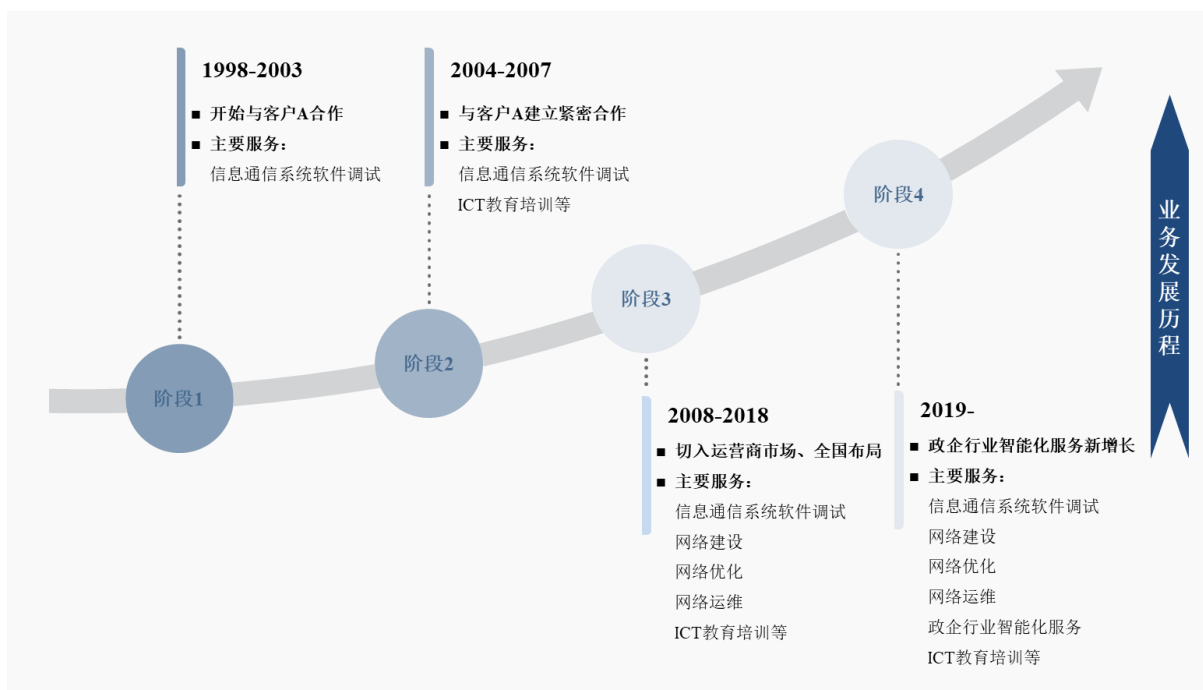 1998-2003
■ 开始与客户A合作
■ 主要服务：
信息通信系统软件调试
2004-2007
■ 与客户A建立紧密合作
■ 主要服务：
信息通信系统软件调试
ICT教育培训等
阶段1
阶段2
阶段3
阶段4
2008-2018
■ 切入运营商市场、全国布局
■ 主要服务：
信息通信系统软件调试
网络建设
网络优化
网络运维
ICT教育培训等
2019-
■ 政企行业智能化服务新增长
■ 主要服务：
信息通信系统软件调试
网络建设
网络优化
网络运维
政企行业智能化服务
ICT教育培训等
业务发展历程